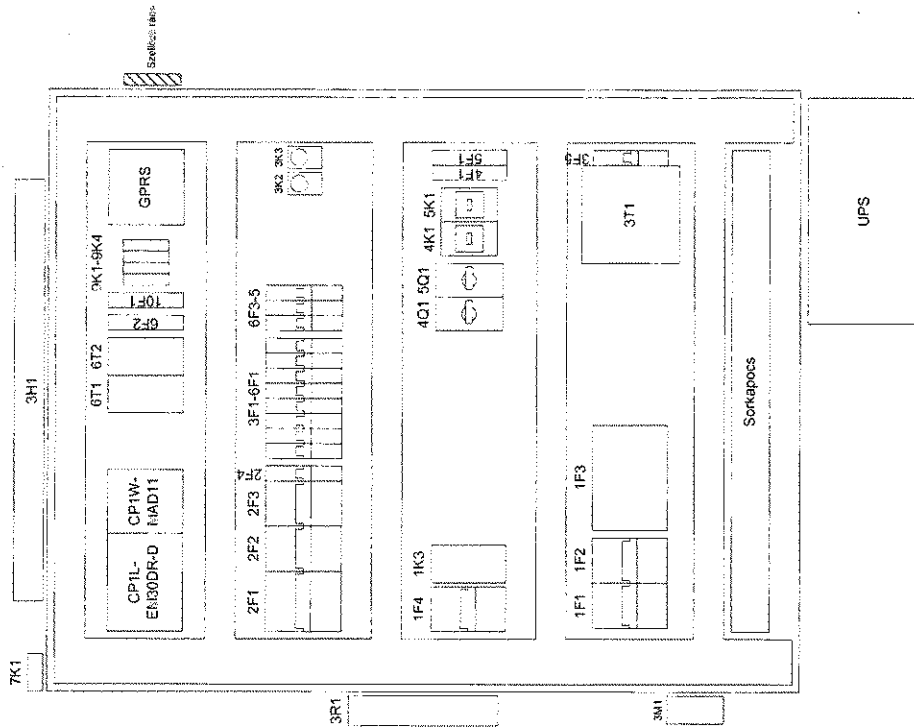 Szellőző rács
3H1
7K1
CP1L-
EN30DR-D
CP1W-
MAD11
6T1
6T2
6F2
10F1
9K1-9K4
GPRS
2F1
2F2
2F3
2F4
3F1-6F1
6F3-5
3K2
3K3
1F4
1K3
4Q1
5Q1
4K1
5K1
4F1
5F1
1F1
1F2
1F3
3T1
3F5
Sorkapocs
UPS
3R1
3M1